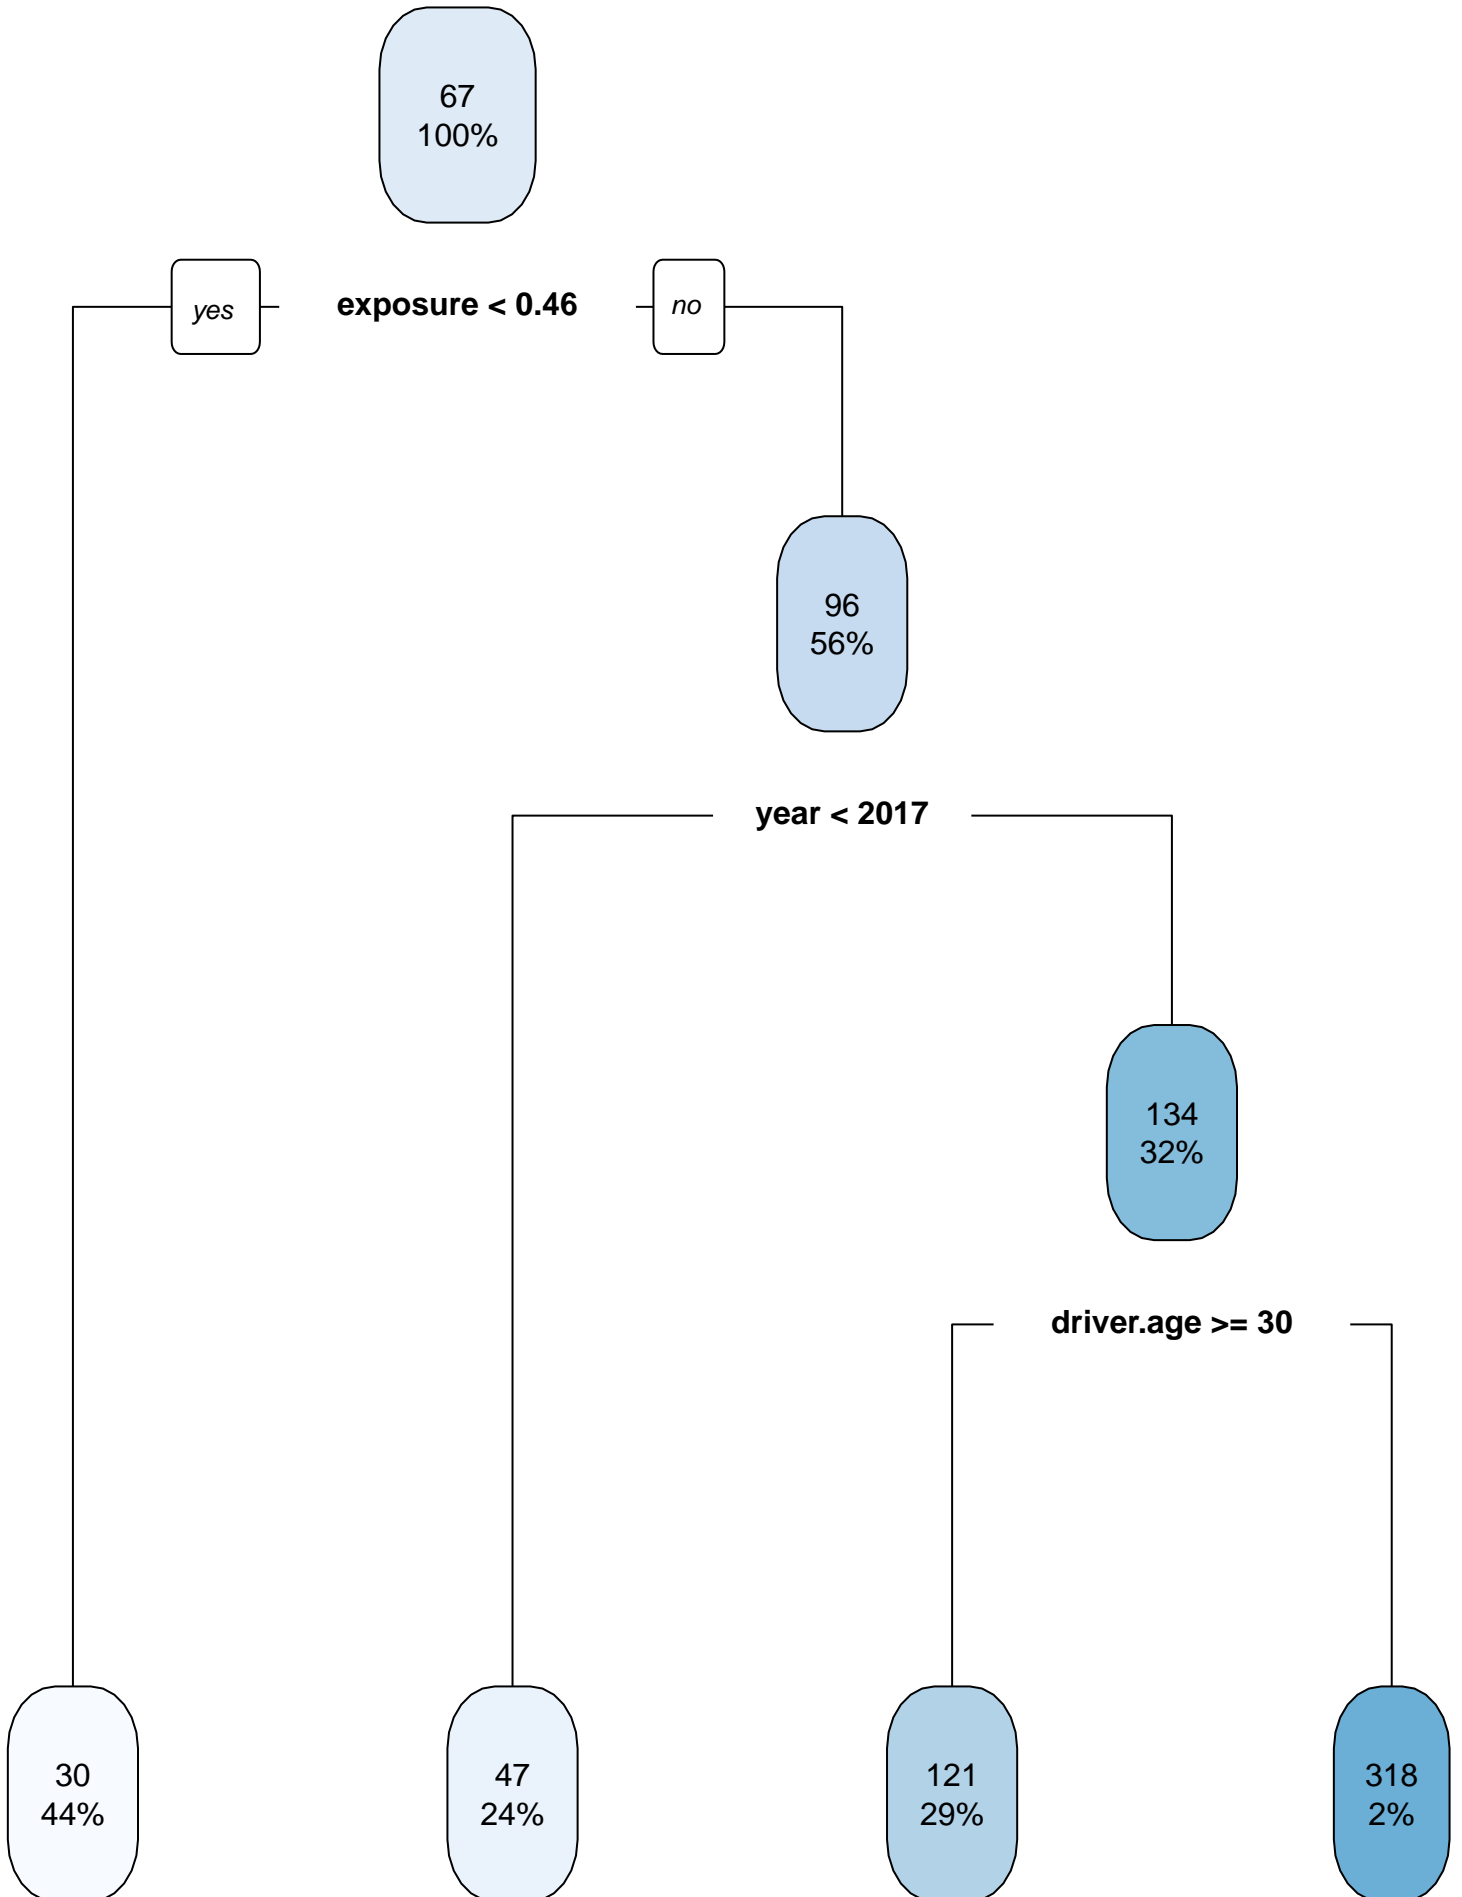 67
100%
yes
exposure < 0.46
no
96
56%
year < 2017
134
32%
driver.age >= 30
30
44%
47
24%
121
29%
318
2%